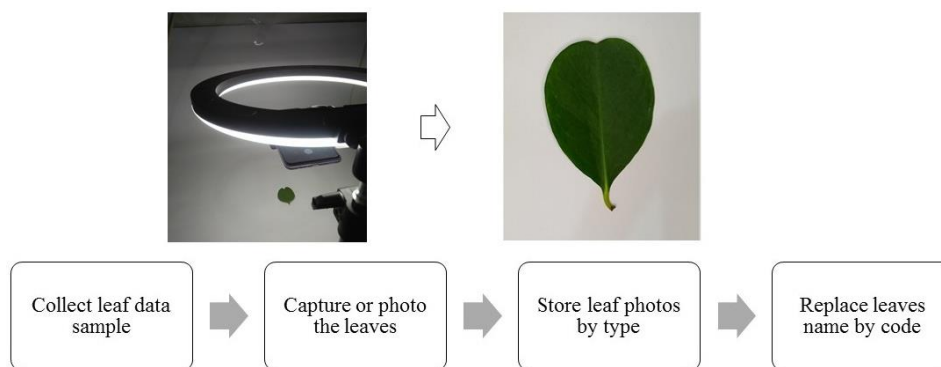 Collect leaf data
sample
Capture or photo
the leaves
Store leaf photos
by type
Replace leaves
name by code